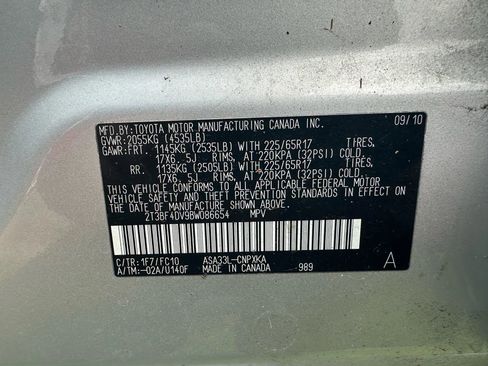 MFD.BY:TOYOTA MOTOR MANUFACTURING CANADA INC. 09/10
GVWR:2055KG (4535LB)
GAWR:FRT. 1145KG (2535LB) WITH 225/65R17 TIRES,
17X6.5J RIMS, AT 220KPA (32PSI) COLD.
RR. 1135KG (2505LB) WITH 225/65R17 TIRES,
17X6.5J RIMS, AT 220KPA (32PSI) COLD.
THIS VEHICLE CONFORMS TO ALL APPLICABLE FEDERAL MOTOR
VEHICLE SAFETY AND THEFT PREVENTION STANDARDS IN EFFECT
ON THE DATE OF MANUFACTURE SHOWN ABOVE.
2T3BF4DV9BW086654 MPV
C/TR:1F7/FC10 ASA33L-CNPXKA
A/TM:-02A/U140F MADE IN CANADA 989 A